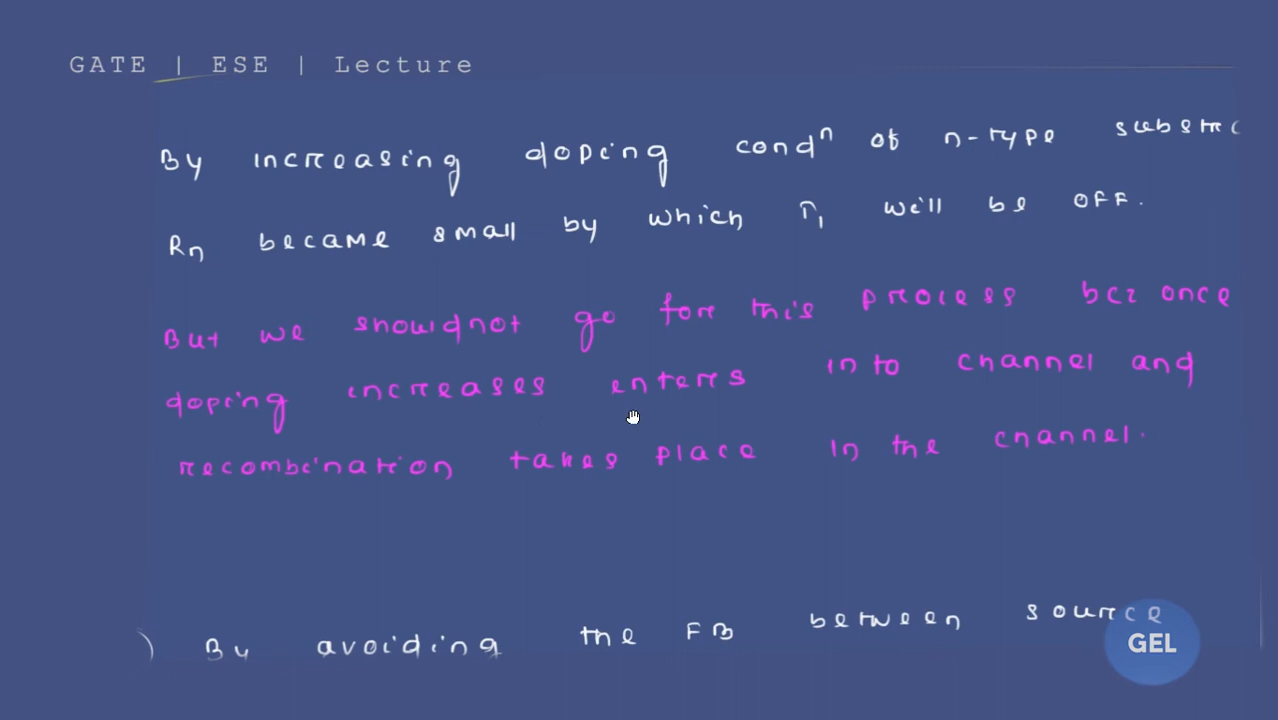 GATE | ESE | Lecture
By increasing doping condn of n-type substra
Rn became small by which T1 will be OFF.
But we shouldnot go for this process bcz once
doping increases enters into channel and
recombination takes place in the channel.
) By avoiding the FB between source
GEL